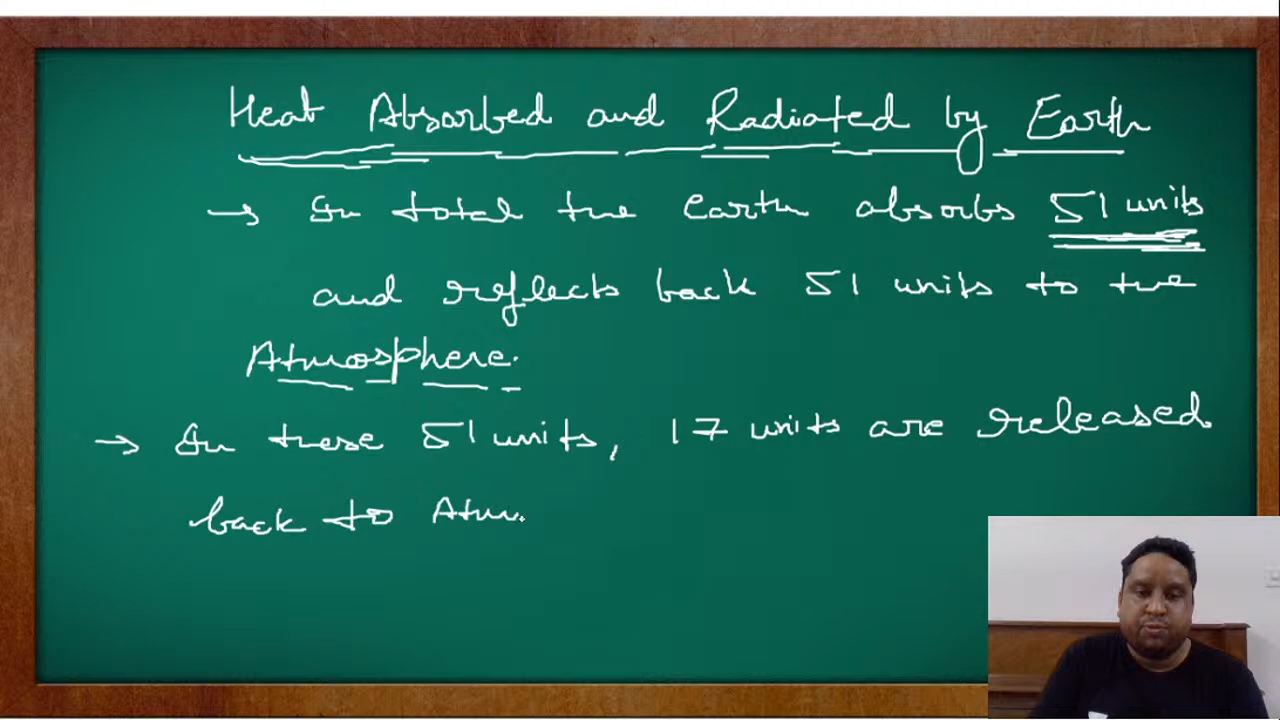 Heat Absorbed and Radiated by Earth
→ In total the earth absorbs 51 units
and reflects back 51 units to the
Atmosphere.
→ In these 51 units, 17 units are released
back to Atm.